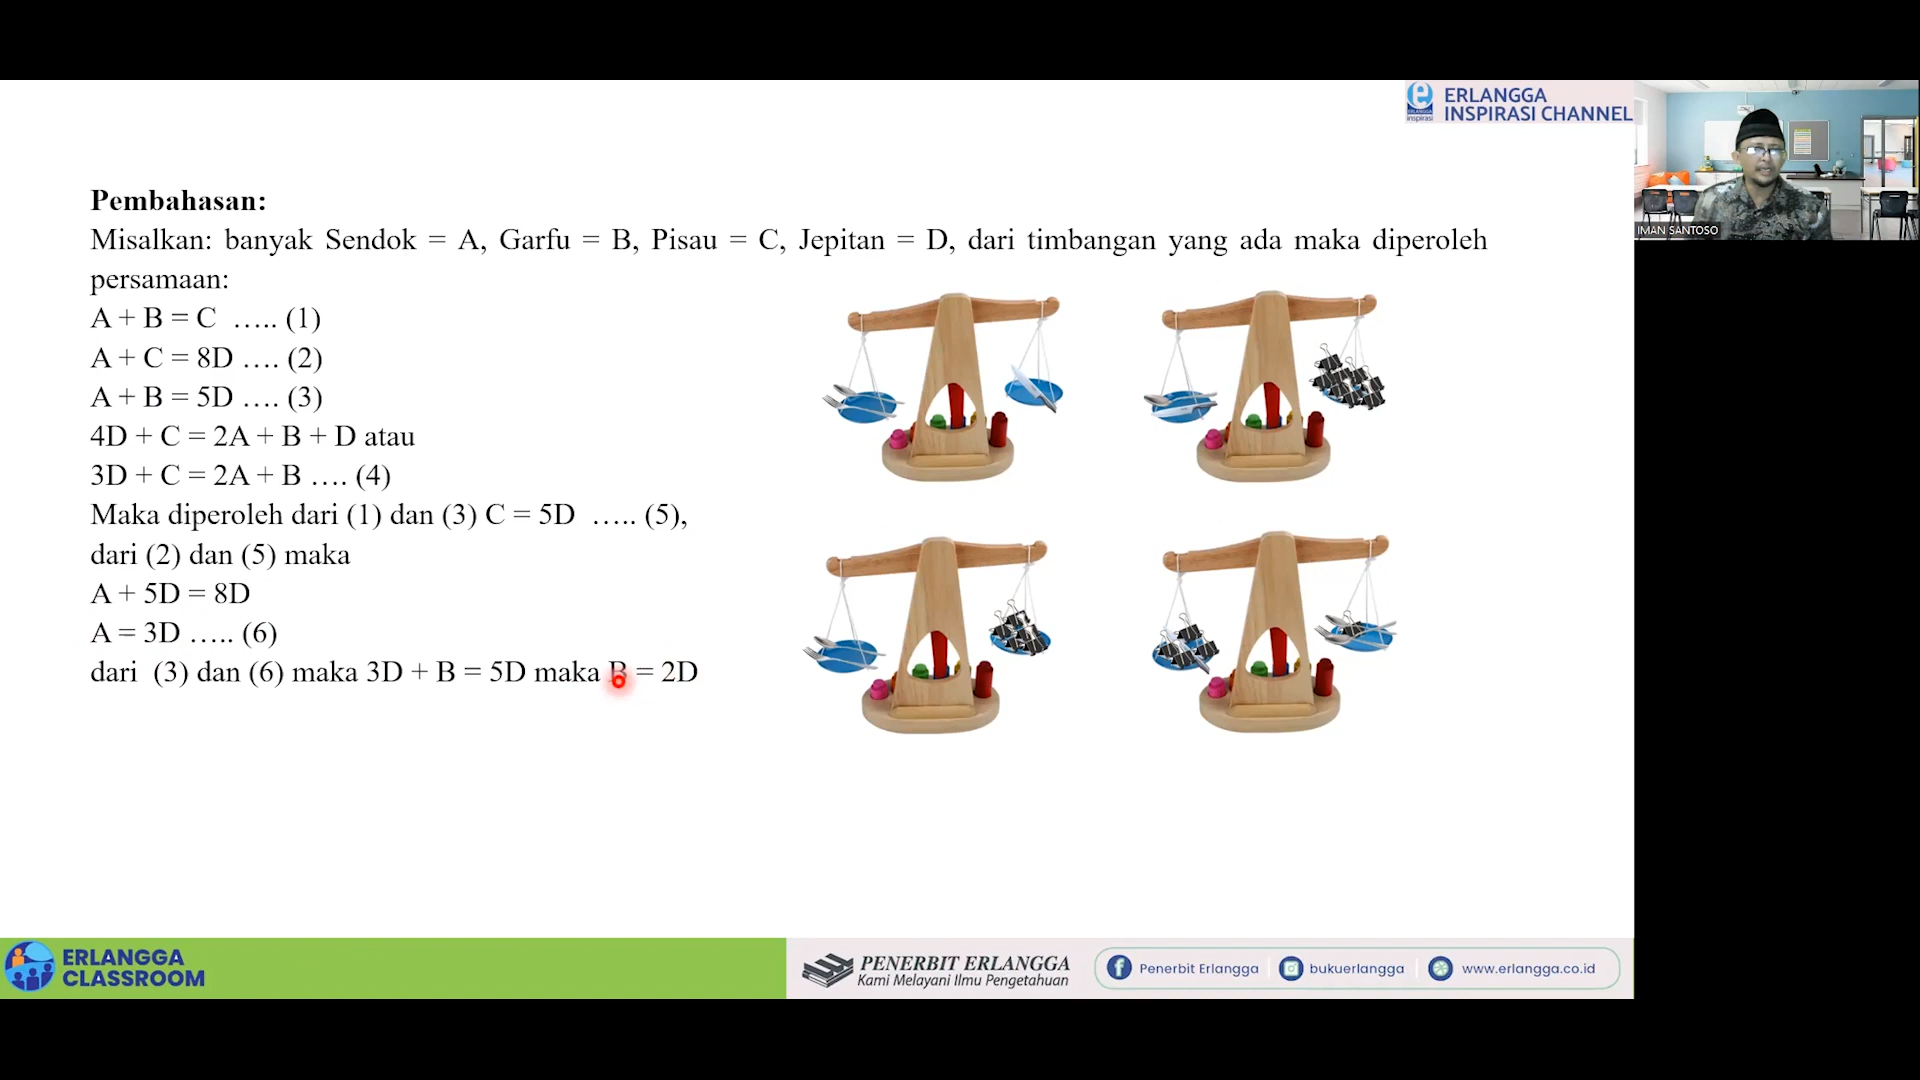 ERLANGGA
INSPIRASI CHANNEL
inspirasi
IMAN SANTOSO
Pembahasan:
Misalkan: banyak Sendok = A, Garfu = B, Pisau = C, Jepitan = D, dari timbangan yang ada maka diperoleh
persamaan:
A + B = C ….. (1)
A + C = 8D …. (2)
A + B = 5D …. (3)
4D + C = 2A + B + D atau
3D + C = 2A + B …. (4)
Maka diperoleh dari (1) dan (3) C = 5D ….. (5),
dari (2) dan (5) maka
A + 5D = 8D
A = 3D ….. (6)
dari (3) dan (6) maka 3D + B = 5D maka B = 2D
ERLANGGA
CLASSROOM
PENERBIT ERLANGGA
Kami Melayani Ilmu Pengetahuan
Penerbit Erlangga
bukuerlangga
www.erlangga.co.id